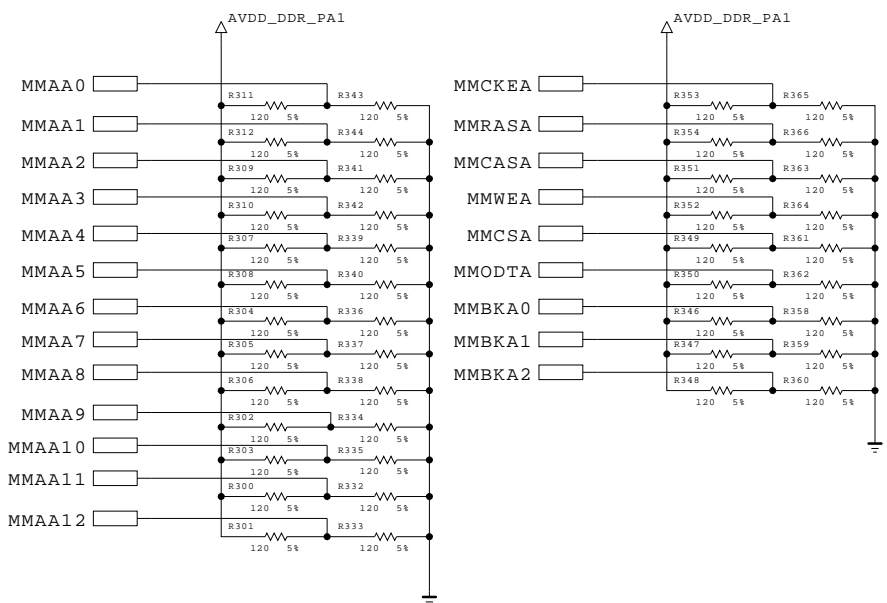 AVDD_DDR_PA1
MMAA0
R311 R343
120 5% 120 5%
MMAA1
R312 R344
120 5% 120 5%
MMAA2
R309 R341
120 5% 120 5%
MMAA3
R310 R342
120 5% 120 5%
MMAA4
R307 R339
120 5% 120 5%
MMAA5
R308 R340
120 5% 120 5%
MMAA6
R304 R336
120 5% 120 5%
MMAA7
R305 R337
120 5% 120 5%
MMAA8
R306 R338
120 5% 120 5%
MMAA9
R302 R334
120 5% 120 5%
MMAA10
R303 R335
120 5% 120 5%
MMAA11
R300 R332
120 5% 120 5%
MMAA12
R301 R333
120 5% 120 5%
AVDD_DDR_PA1
MMCKEA
R353 R365
120 5% 120 5%
MMRASA
R354 R366
120 5% 120 5%
MMCASA
R351 R363
120 5% 120 5%
MMWEA
R352 R364
120 5% 120 5%
MMCSA
R349 R361
120 5% 120 5%
MMODTA
R350 R362
120 5% 120 5%
MMBKA0
R346 R358
120 5% 120 5%
MMBKA1
R347 R359
120 5% 120 5%
MMBKA2
R348 R360
120 5% 120 5%